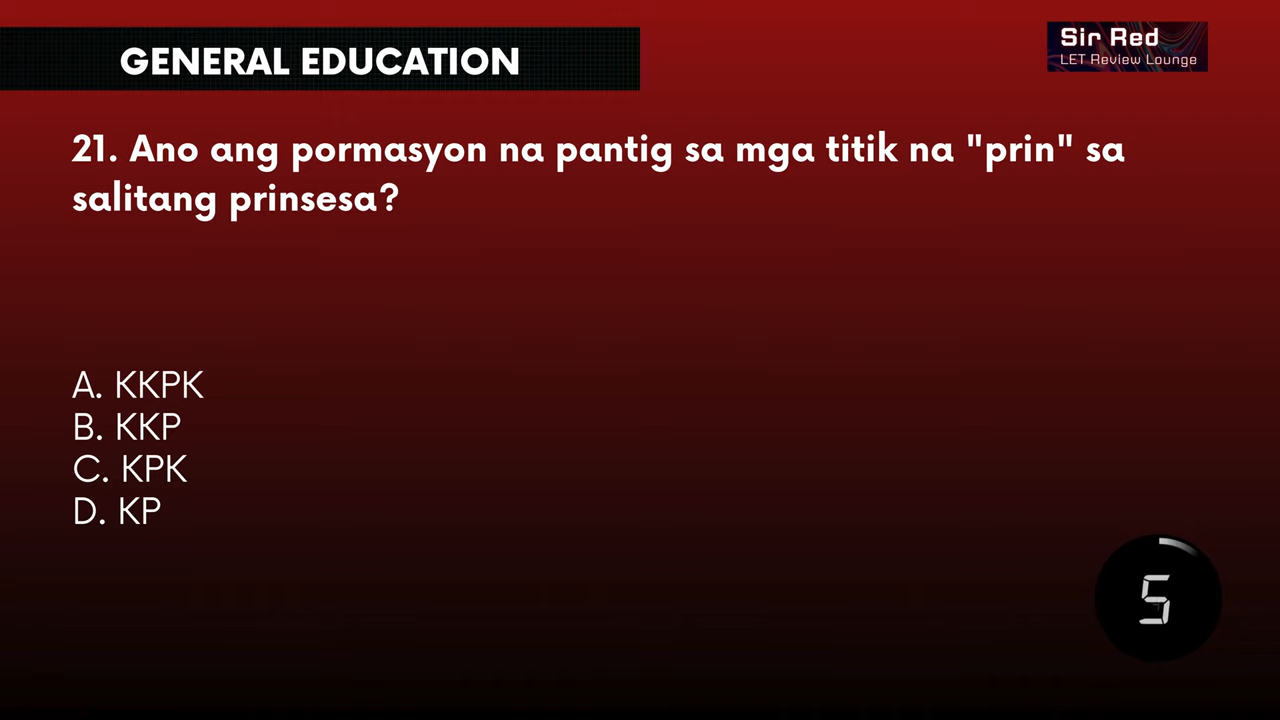 GENERAL EDUCATION
Sir Red
LET Review Lounge
21. Ano ang pormasyon na pantig sa mga titik na "prin" sa
salitang prinsesa?
A. KKPK
B. KKP
C. KPK
D. KP
5